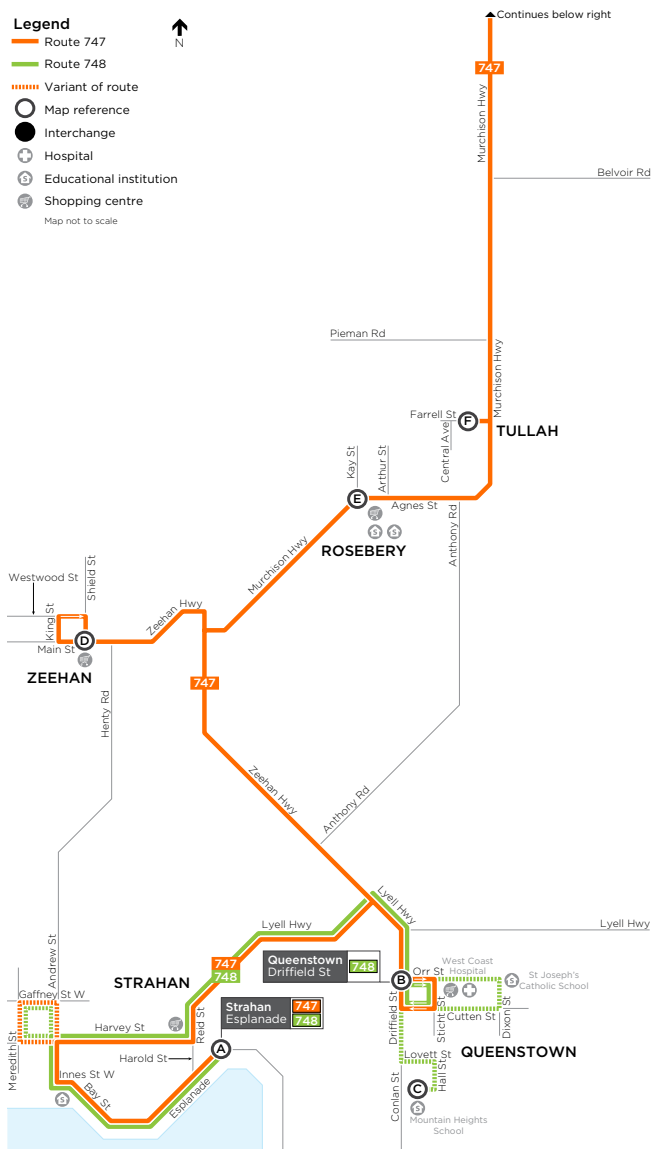 Legend
Route 747
Route 748
Variant of route
Map reference
Interchange
Hospital
S
Educational institution
Shopping centre
Map not to scale
N
Continues below right
747
Murchison Hwy
Belvoir Rd
Pieman Rd
Murchison Hwy
Farrell St
F
TULLAH
Central Ave
Kay St
Arthur St
E
Agnes St
S
S
ROSEBERY
Anthony Rd
Murchison Hwy
Westwood St
Shield St
King St
Zeehan Hwy
D
Main St
ZEEHAN
747
Henty Rd
Zeehan Hwy
Anthony Rd
Lyell Hwy
Lyell Hwy
Lyell Hwy
Andrew St
747
748
Queenstown
Driffield St
748
B
Orr St
West Coast
Hospital
S
St Joseph's
Catholic School
STRAHAN
Gaffney St W
Strahan
Esplanade
747
748
Harvey St
Reid St
Driffield St
Sticht St
Cutten St
Dixon St
Meredith St
Harold St
A
QUEENSTOWN
Lovett St
Innes St W
Bay St
Esplanade
S
Hall St
Conlan St
C
S
Mountain Heights
School